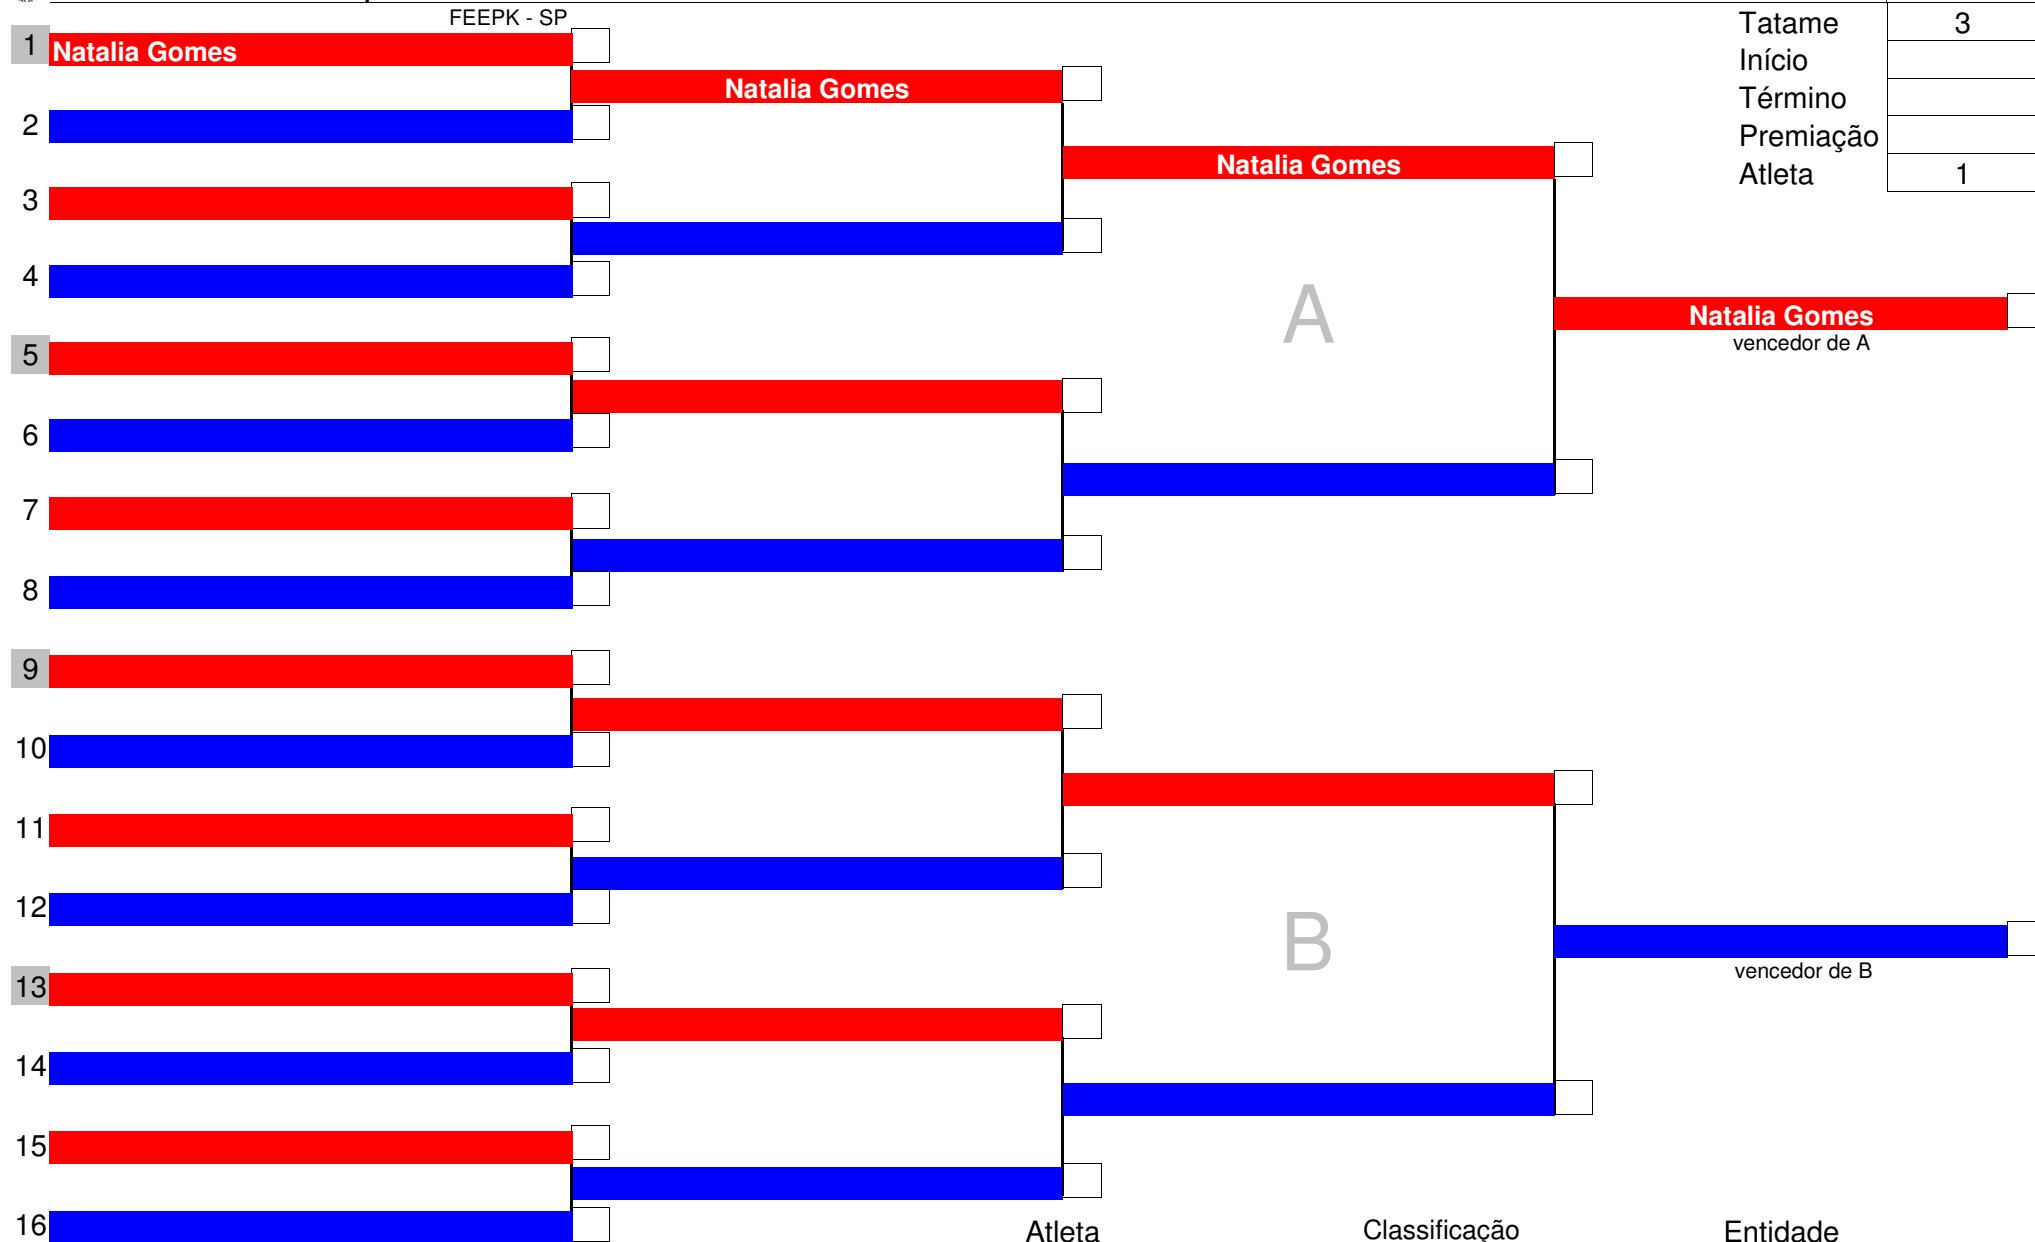 FEEPK - SP
Tatame 3
1 Natalia Gomes
Início
Natalia Gomes
Término
2
Premiação
Natalia Gomes
Atleta 1
3
4
A
Natalia Gomes
vencedor de A
5
6
7
8
9
10
11
12
B
vencedor de B
13
14
15
16
Atleta Classificação Entidade